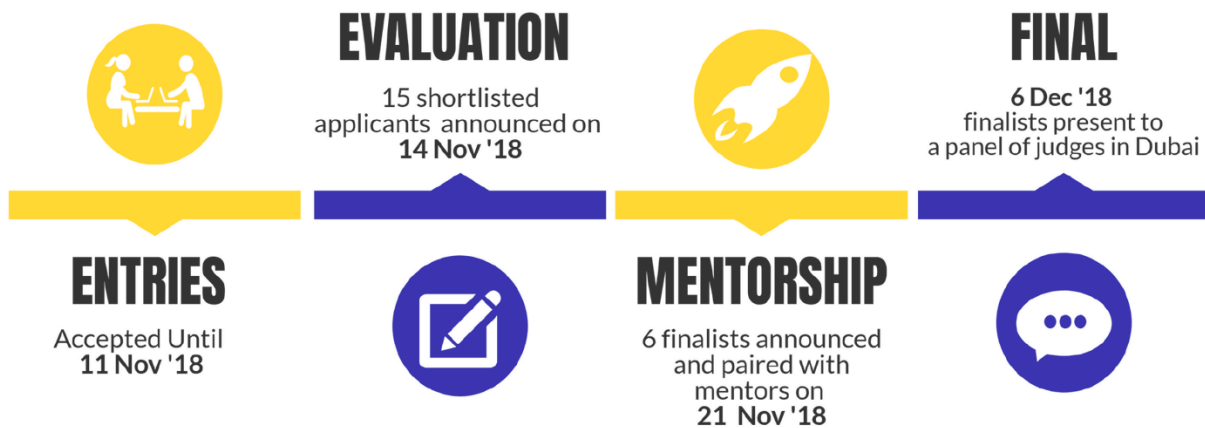 ENTRIES
Accepted Until
11 Nov '18
EVALUATION
15 shortlisted
applicants announced on
14 Nov '18
MENTORSHIP
6 finalists announced
and paired with
mentors on
21 Nov '18
FINAL
6 Dec '18
finalists present to
a panel of judges in Dubai